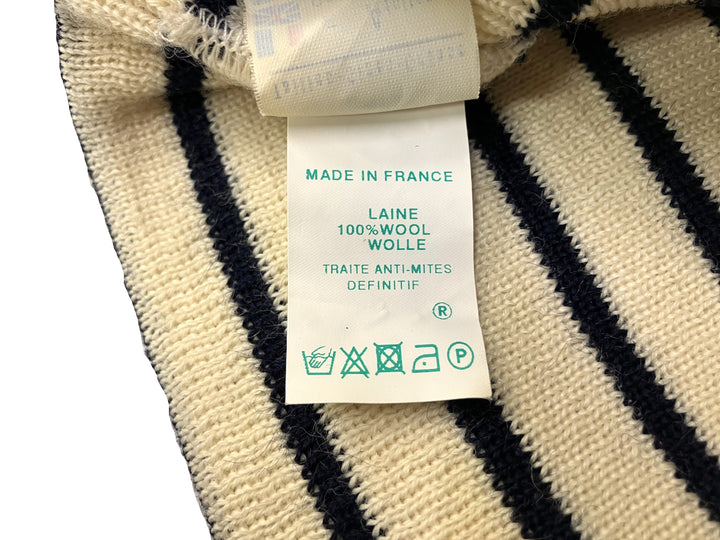 MADE IN FRANCE
LAINE
100%WOOL
WOLLE
TRAITE ANTI-MITES
DEFINITIF
®
P